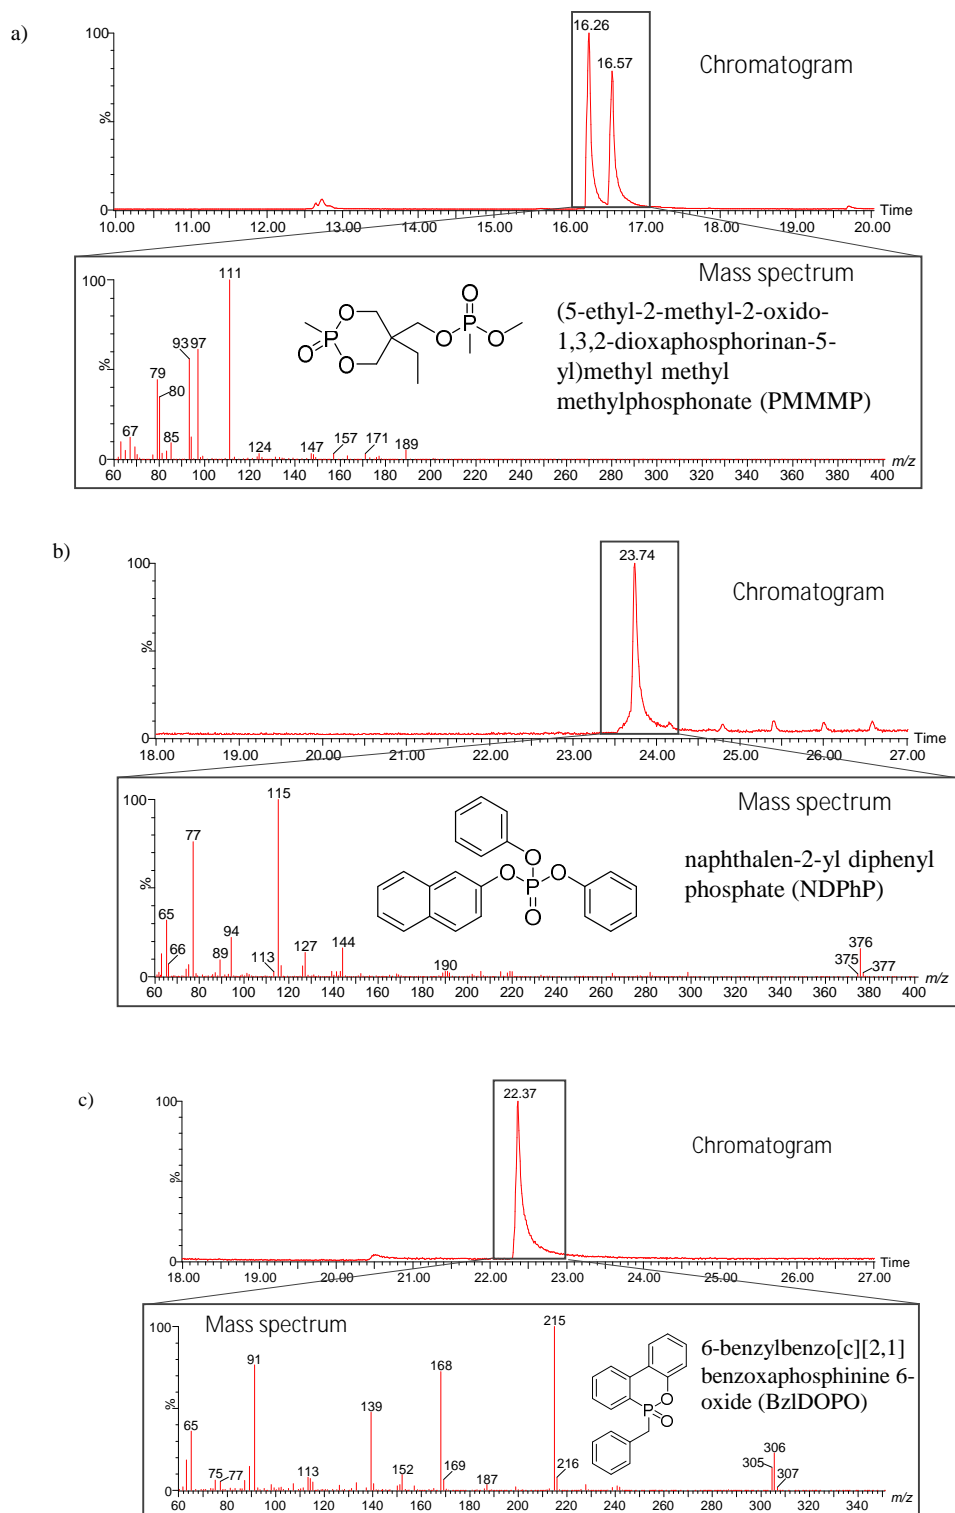 a)
100
%
0
16.26
16.57
Chromatogram
10.00 11.00 12.00 13.00 14.00 15.00 16.00 17.00 18.00 19.00 20.00 Time
Mass spectrum
100
%
0
111
93 97
79
80
67
85
124
147
157
171
189
O
P
O
O
O
P
O
O
(5-ethyl-2-methyl-2-oxido-
1,3,2-dioxaphosphorinan-5-
yl)methyl methyl
methylphosphonate (PMMMP)
60 80 100 120 140 160 180 200 220 240 260 280 300 320 340 360 380 400 m/z
b)
100
%
0
23.74
Chromatogram
18.00 19.00 20.00 21.00 22.00 23.00 24.00 25.00 26.00 27.00 Time
Mass spectrum
100
%
0
115
77
65
66
94
89
113
127
144
190
376
375
377
O
O
P
O
O
naphthalen-2-yl diphenyl
phosphate (NDPhP)
60 80 100 120 140 160 180 200 220 240 260 280 300 320 340 360 380 400 m/z
c)
100
%
0
22.37
Chromatogram
18.00 19.00 20.00 21.00 22.00 23.00 24.00 25.00 26.00 27.00 Time
Mass spectrum
100
%
0
215
91
168
139
65
75 77
113
152
169
187
216
306
305
307
O
P
O
6-benzylbenzo[c][2,1]
benzoxaphosphinine 6-
oxide (BzlDOPO)
60 80 100 120 140 160 180 200 220 240 260 280 300 320 340 m/z